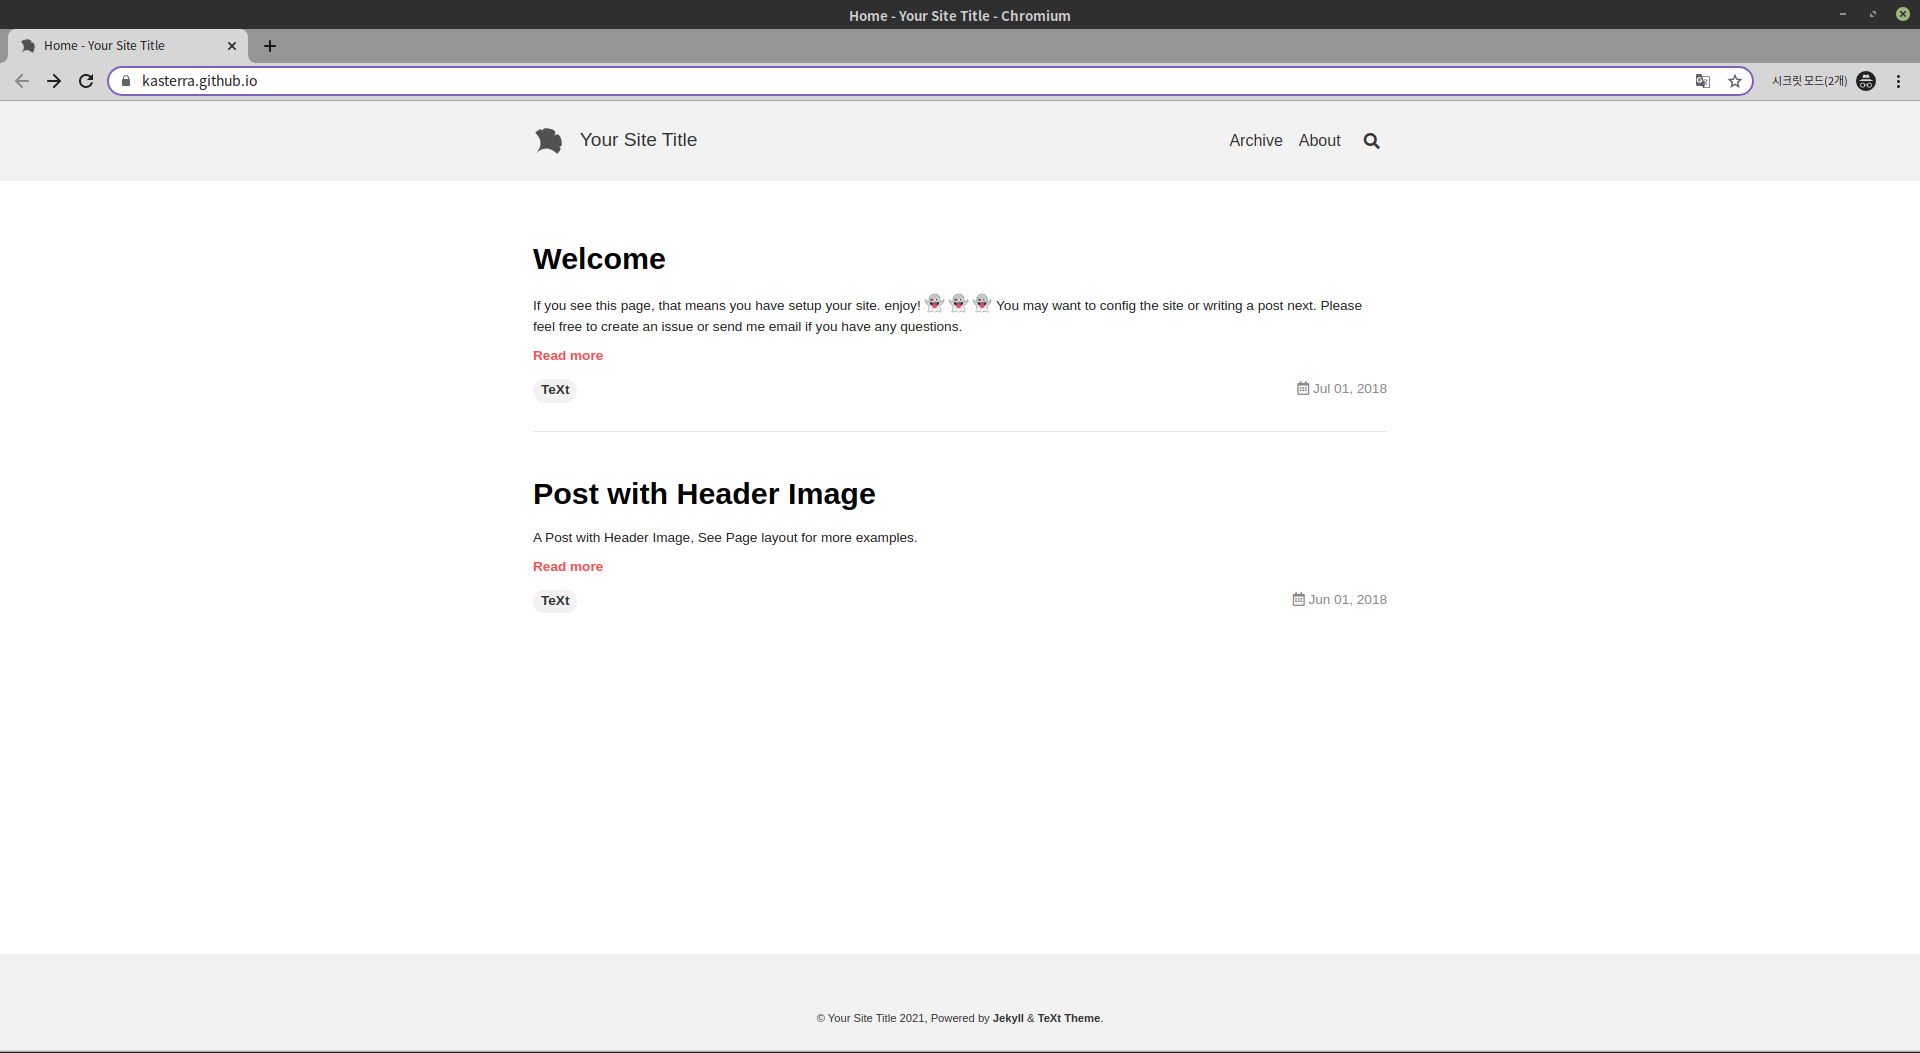 Home - Your Site Title - Chromium
Home - Your Site Title
kasterra.github.io
시크릿 모드(2개)
Your Site Title
Archive About
Welcome
If you see this page, that means you have setup your site. enjoy! 👻 👻 👻 You may want to config the site or writing a post next. Please
feel free to create an issue or send me email if you have any questions.
Read more
TeXt
Jul 01, 2018
Post with Header Image
A Post with Header Image, See Page layout for more examples.
Read more
TeXt
Jun 01, 2018
© Your Site Title 2021, Powered by Jekyll & TeXt Theme.